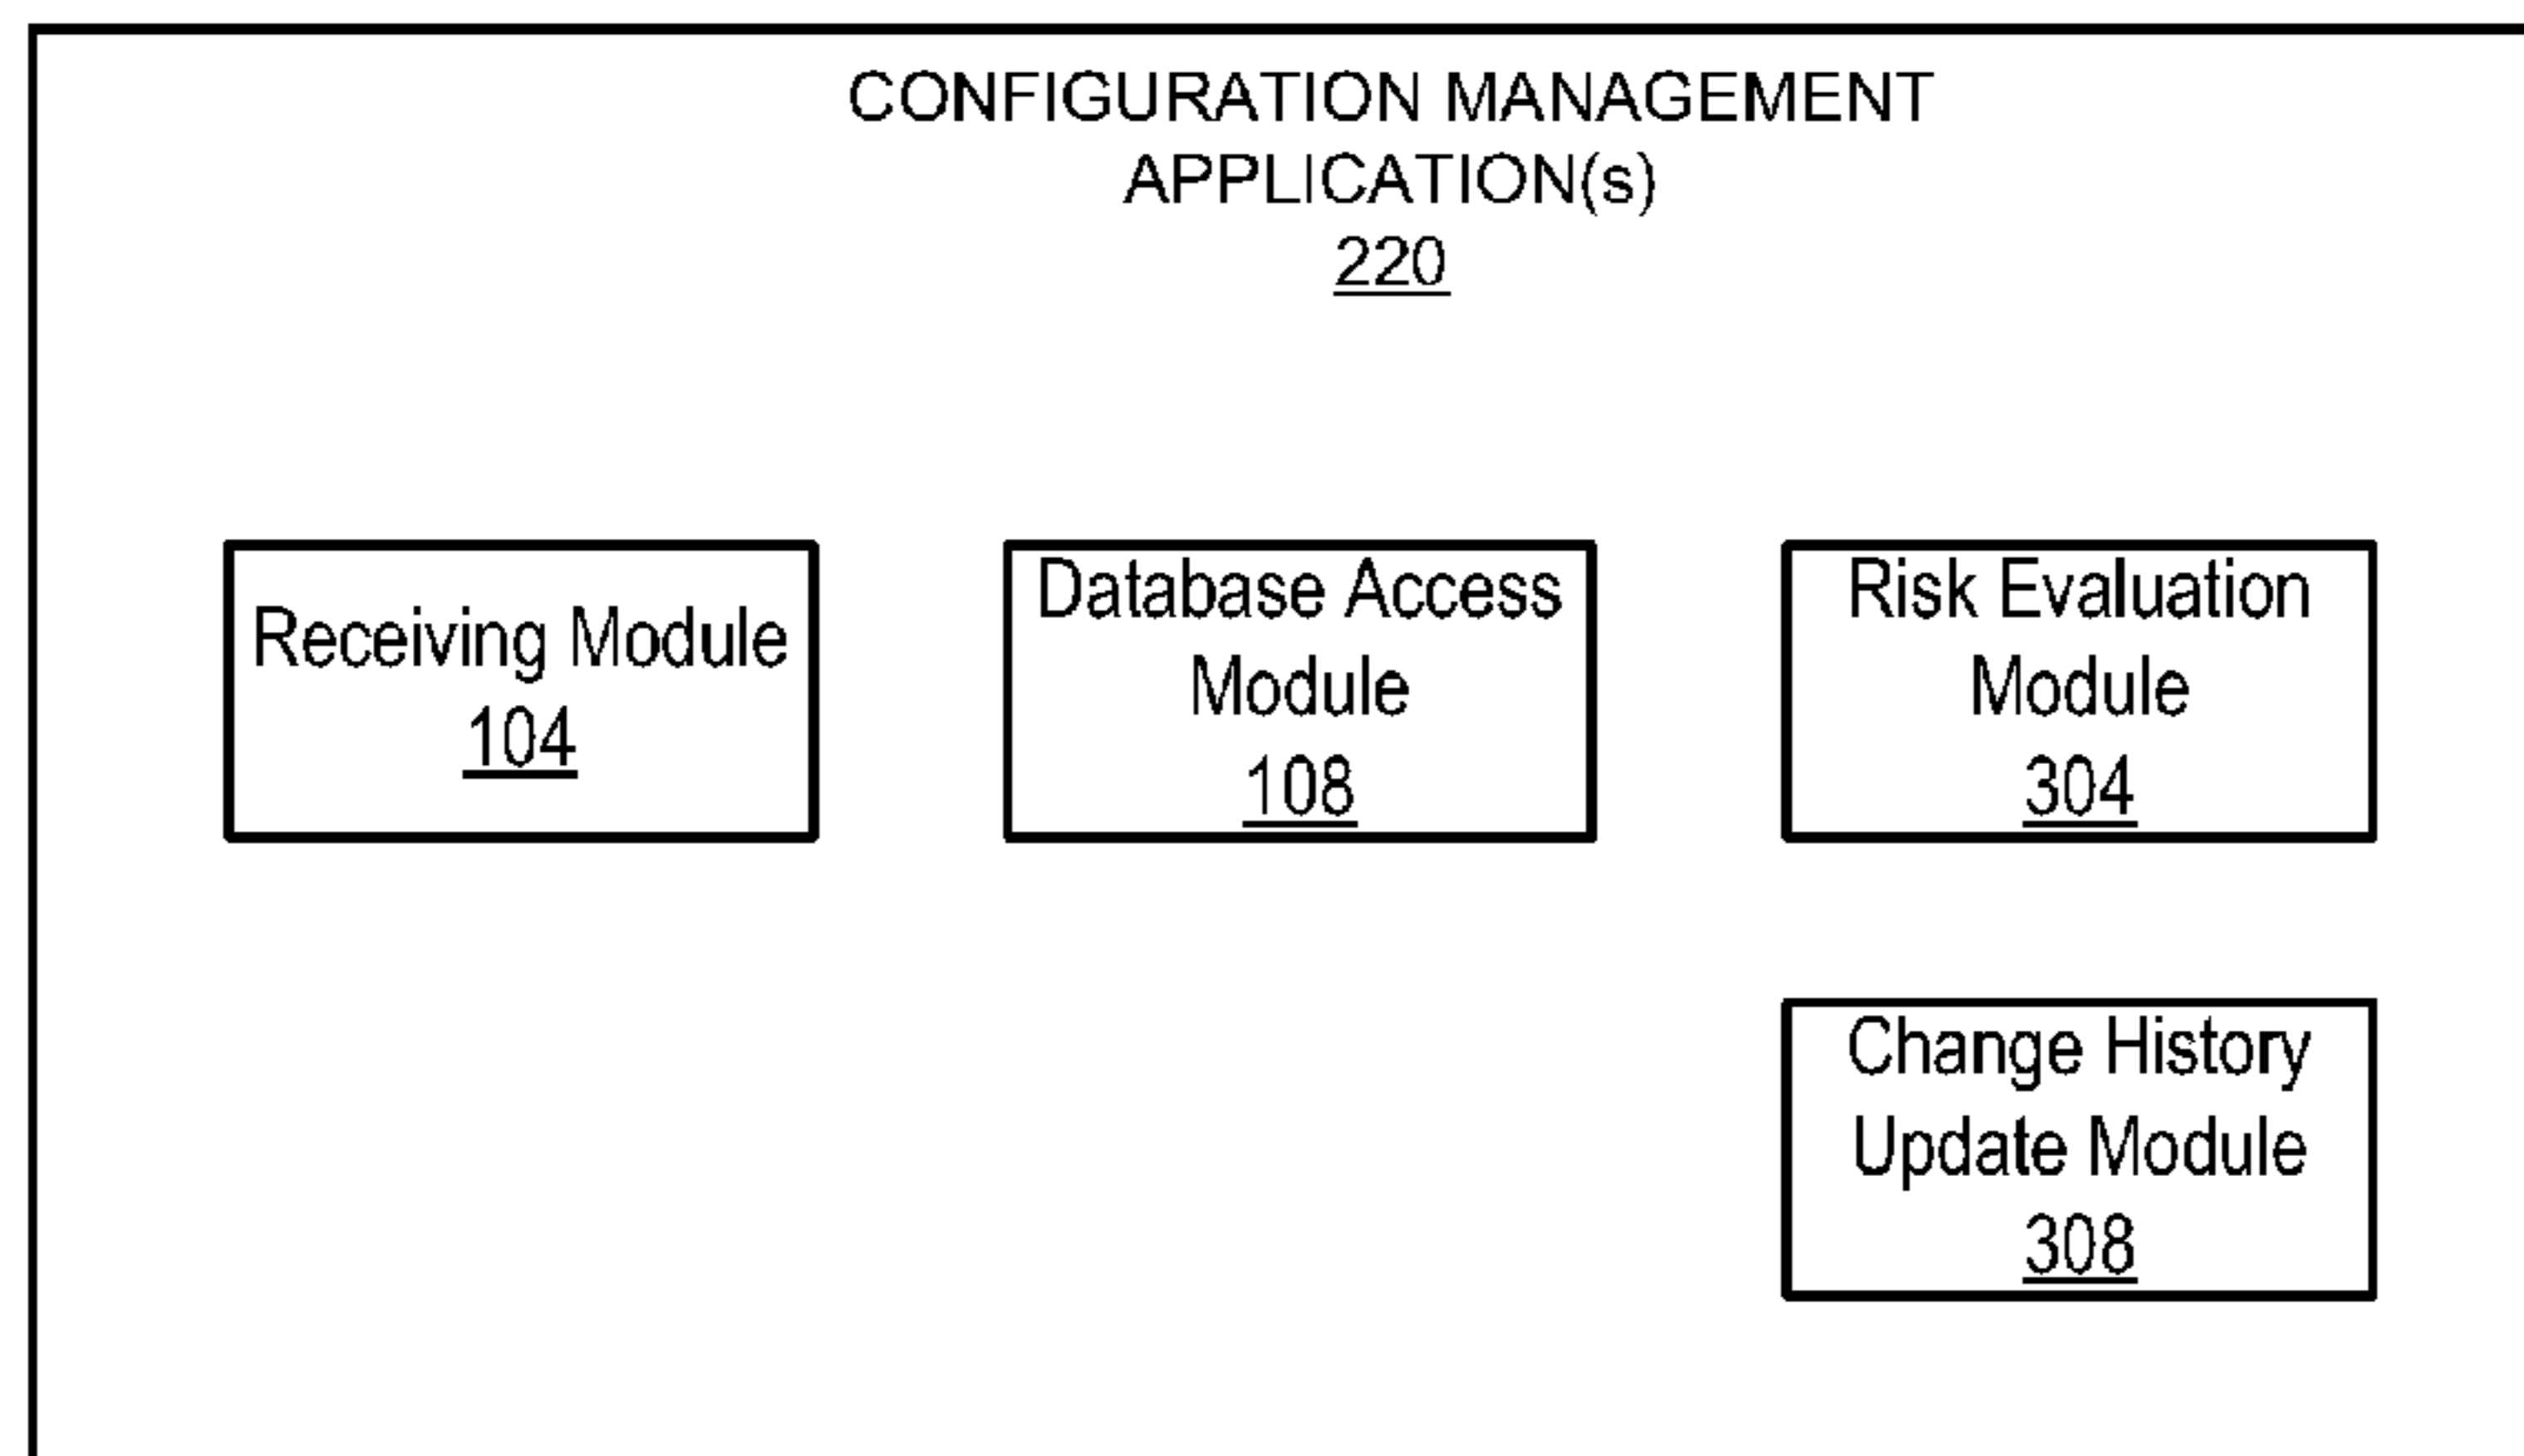 CONFIGURATION MANAGEMENT
APPLICATION(s)
220
Receiving Module
104
Database Access
Module
108
Risk Evaluation
Module
304
Change History
Update Module
308